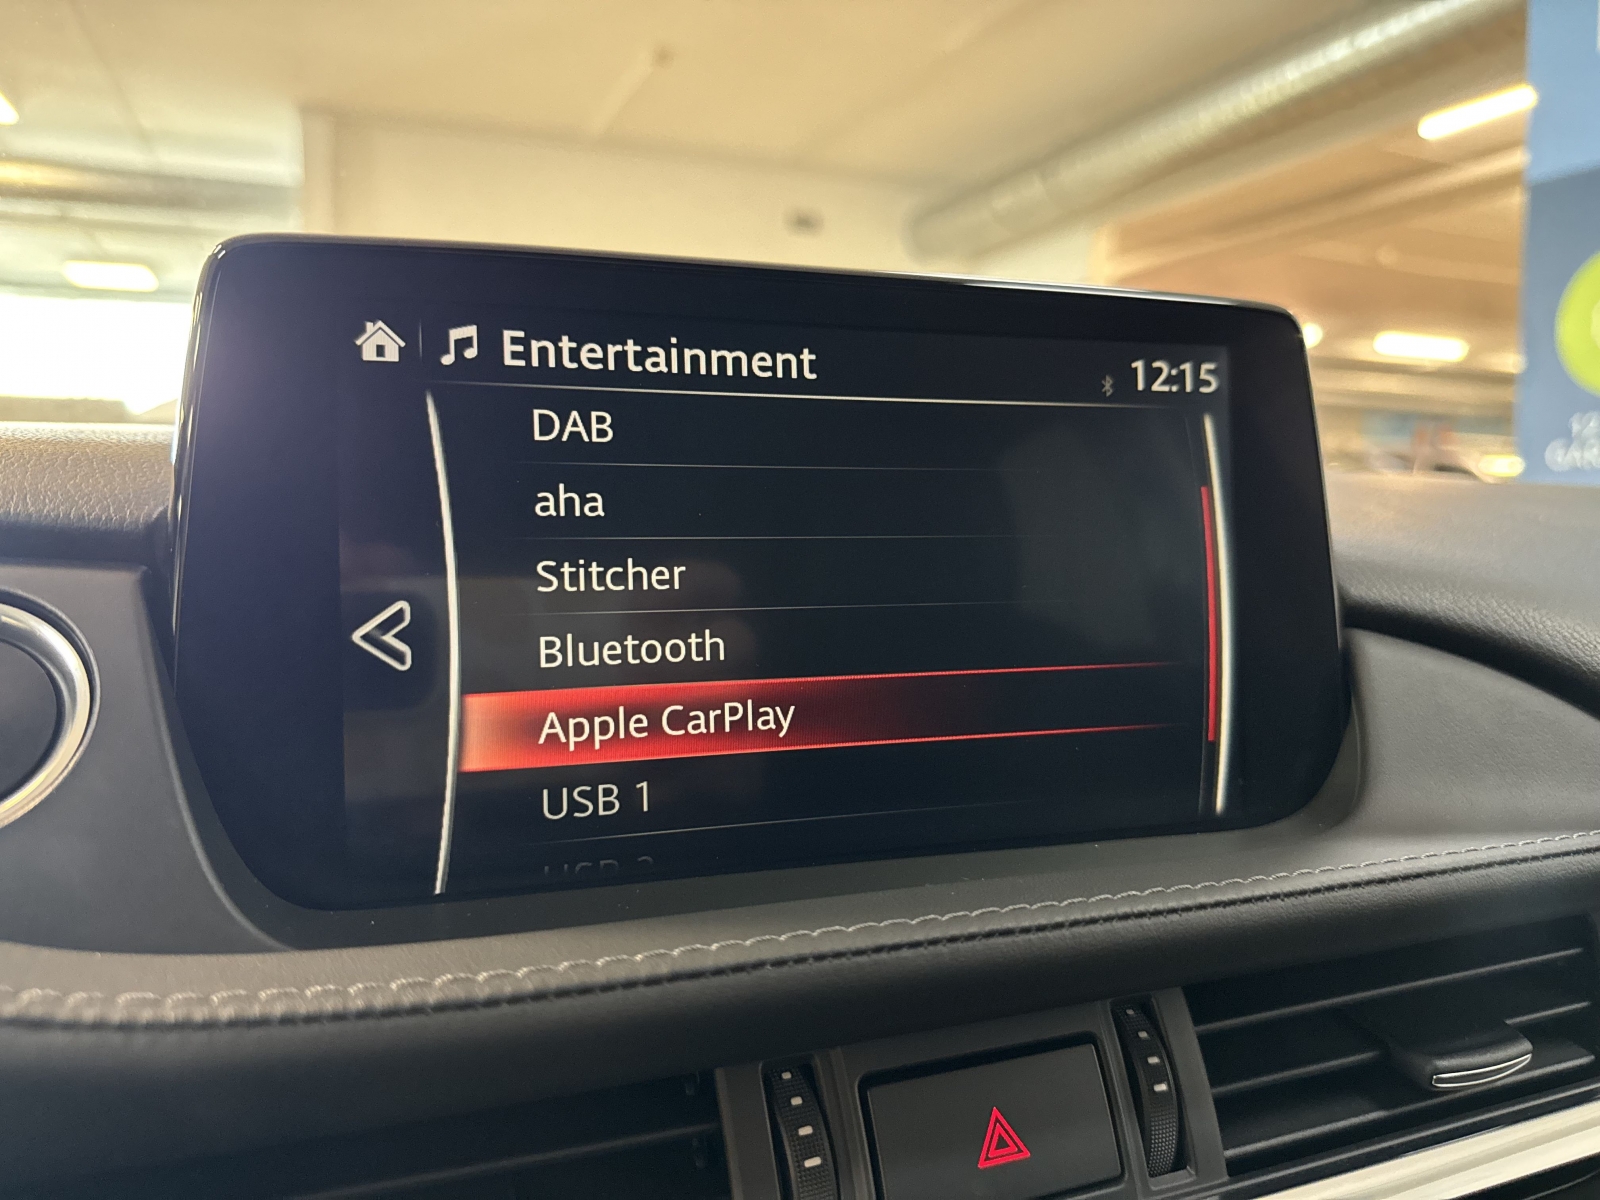 Entertainment
12:15
DAB
aha
Stitcher
Bluetooth
Apple CarPlay
USB 1